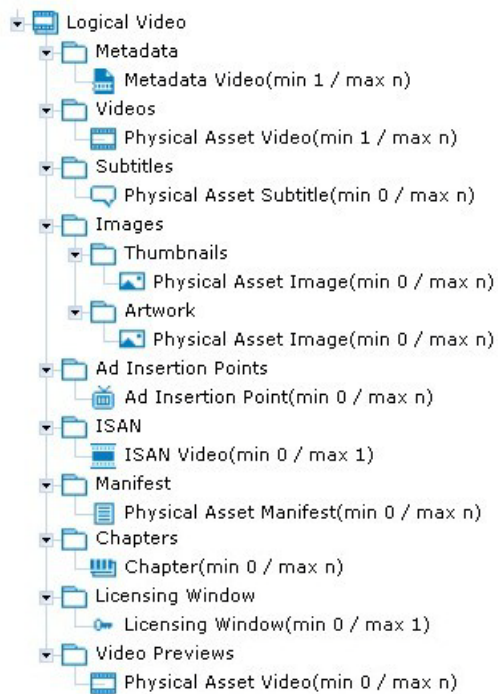 Logical Video
Metadata
Metadata Video(min 1 / max n)
Videos
Physical Asset Video(min 1 / max n)
Subtitles
Physical Asset Subtitle(min 0 / max n)
Images
Thumbnails
Physical Asset Image(min 0 / max n)
Artwork
Physical Asset Image(min 0 / max n)
Ad Insertion Points
Ad Insertion Point(min 0 / max n)
ISAN
ISAN Video(min 0 / max 1)
Manifest
Physical Asset Manifest(min 0 / max n)
Chapters
Chapter(min 0 / max n)
Licensing Window
Licensing Window(min 0 / max 1)
Video Previews
Physical Asset Video(min 0 / max n)